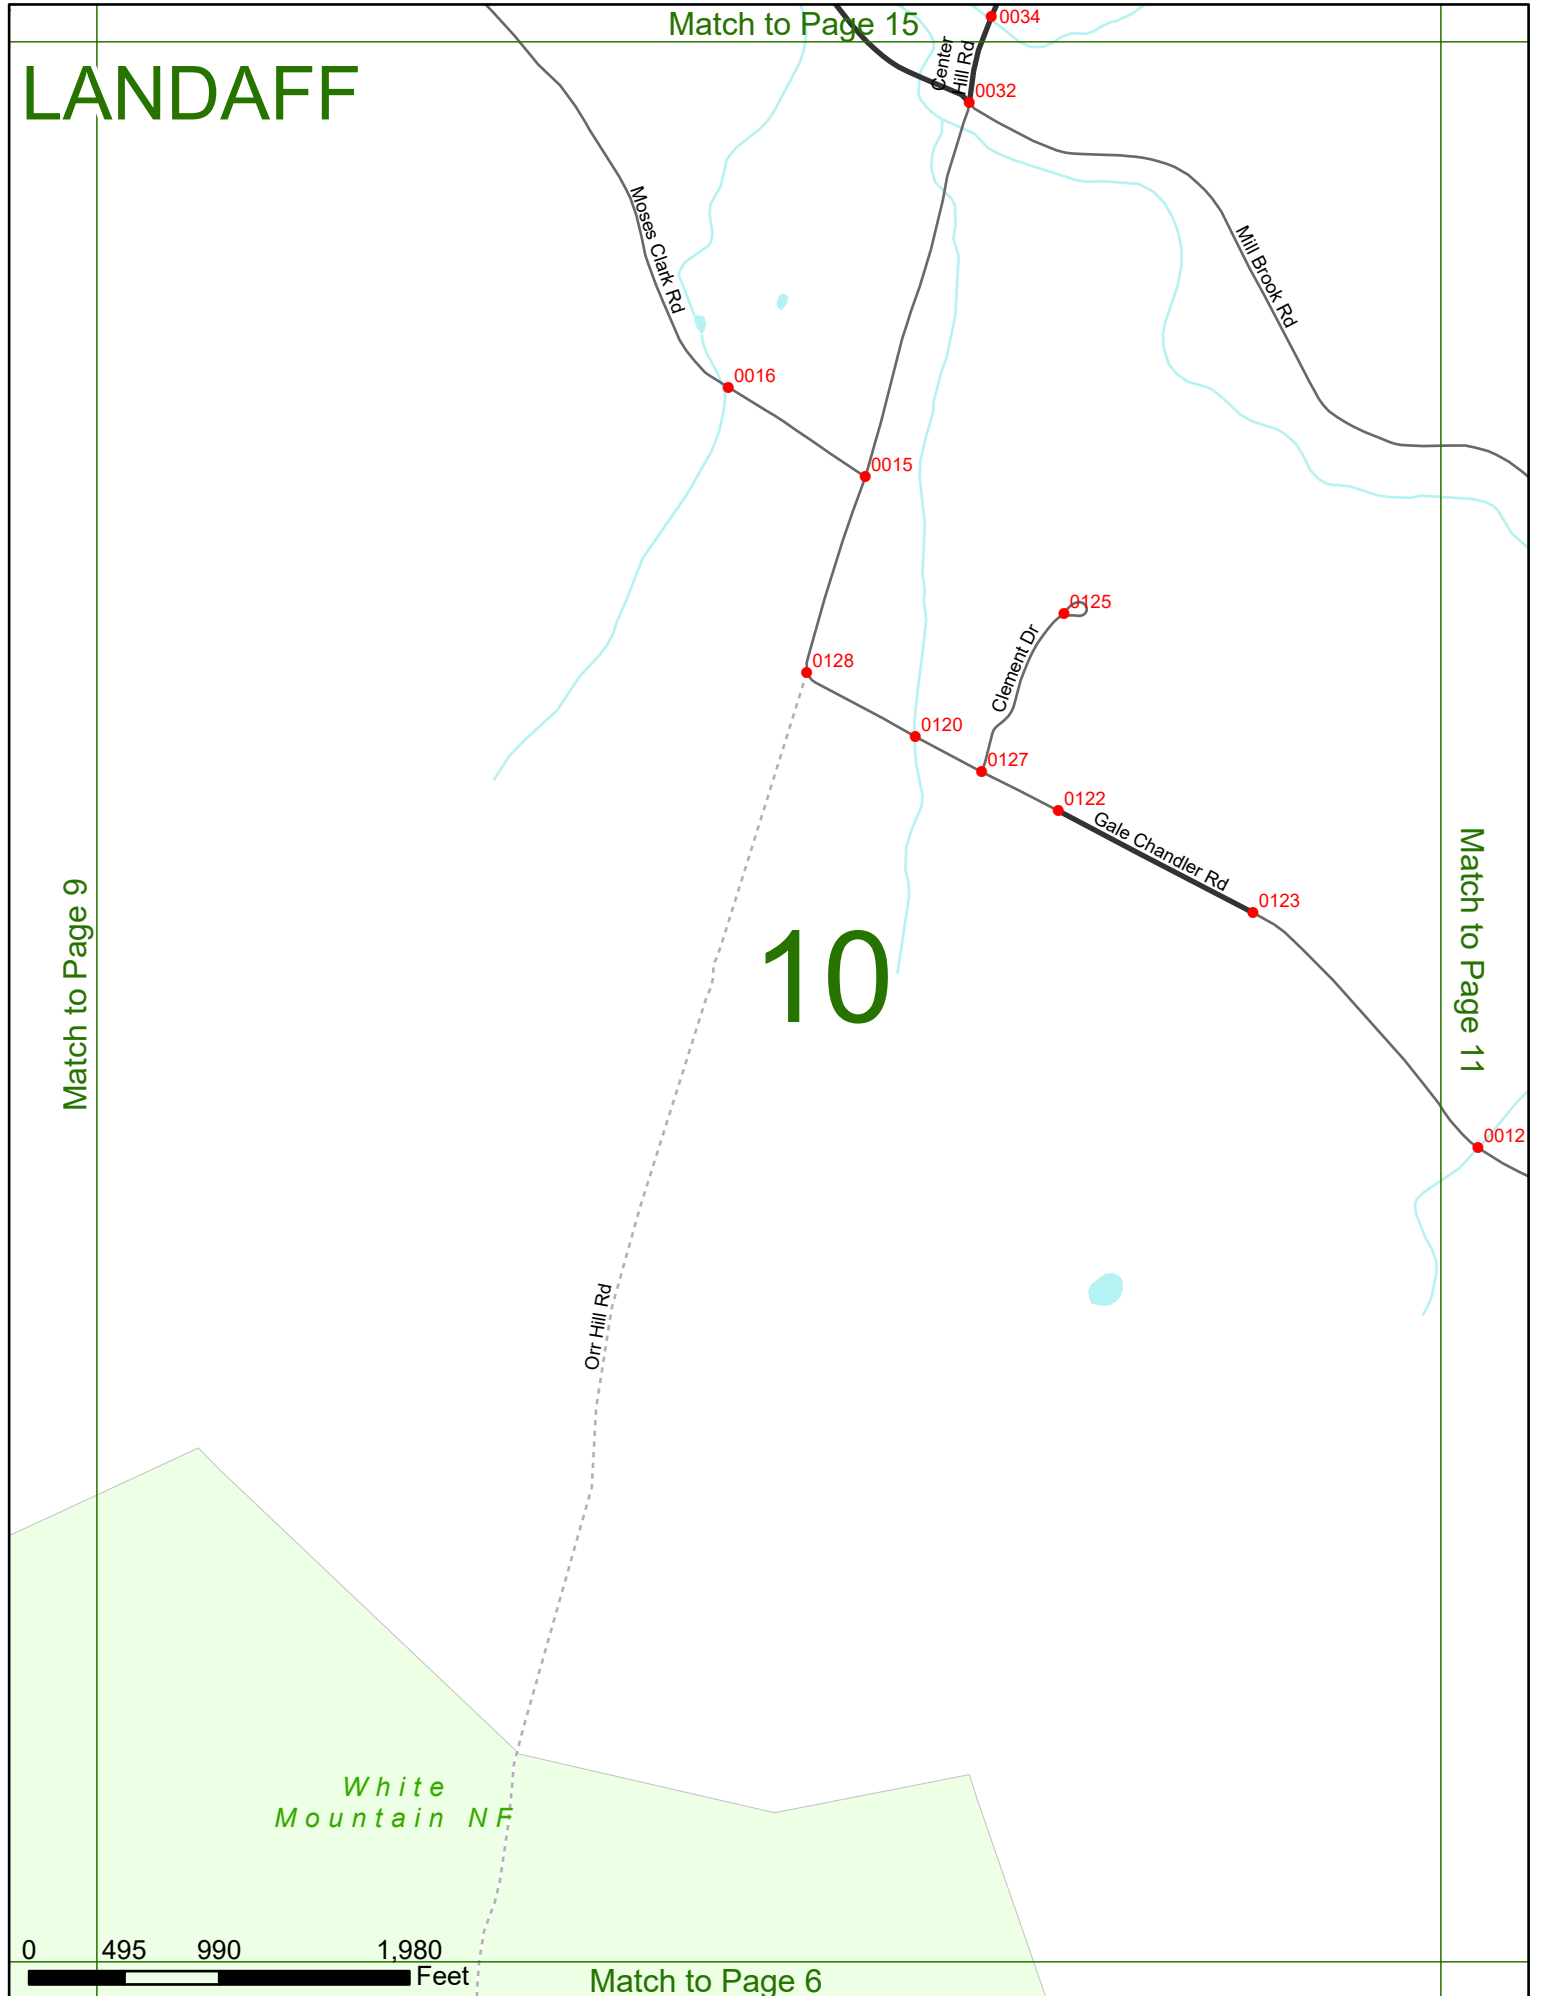 Match to Page 15
0034
LANDAFF
Center
Hill Rd
0032
Moses Clark Rd
Mill Brook Rd
0016
0015
0125
Clement Dr
0128
0120
0127
0122
Gale Chandler Rd
0123
Match to Page 9
10
Match to Page 11
0012
Orr Hill Rd
White
Mountain NF
0 495 990 1,980
Feet
Match to Page 6